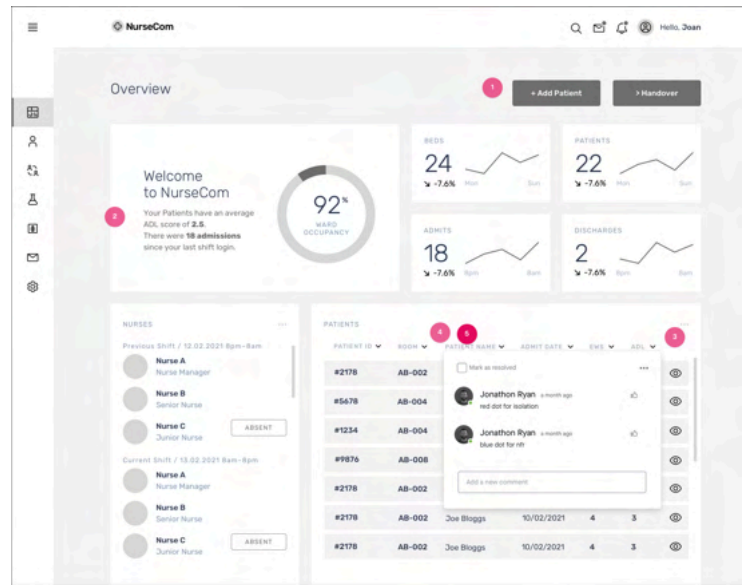 NurseCom
Hello, Joan
Overview
1
+ Add Patient
> Handover
BEDS
24
-7.6%
Mon
Sun
PATIENTS
22
-7.6%
Mon
Sun
Welcome
to NurseCom
2
Your Patients have an average
ADL score of 2.5.
There were 18 admissions
since your last shift login.
92%
WARD
OCCUPANCY
ADMITS
18
-7.6%
8pm
8am
DISCHARGES
2
-7.6%
8pm
8am
NURSES
Previous Shift / 12.02.2021 8pm-8am
Nurse A
Nurse Manager
Nurse B
Senior Nurse
Nurse C
Junior Nurse
ABSENT
Current Shift / 13.02.2021 8am-8pm
Nurse A
Nurse Manager
Nurse B
Senior Nurse
Nurse C
Junior Nurse
ABSENT
PATIENTS
4
5
3
PATIENT ID ROOM PATIENT NAME ADMIT DATE EWS ADL
#2178 AB-002
#5678 AB-004
#1234 AB-004
#9876 AB-008
#2178 AB-002
#2178 AB-002 Joe Bloggs 10/02/2021 4 3
#2178 AB-002 Joe Bloggs 10/02/2021 4 3
Mark as resolved
Jonathon Ryan a month ago
red dot for isolation
Jonathon Ryan a month ago
blue dot for nfr
Add a new comment